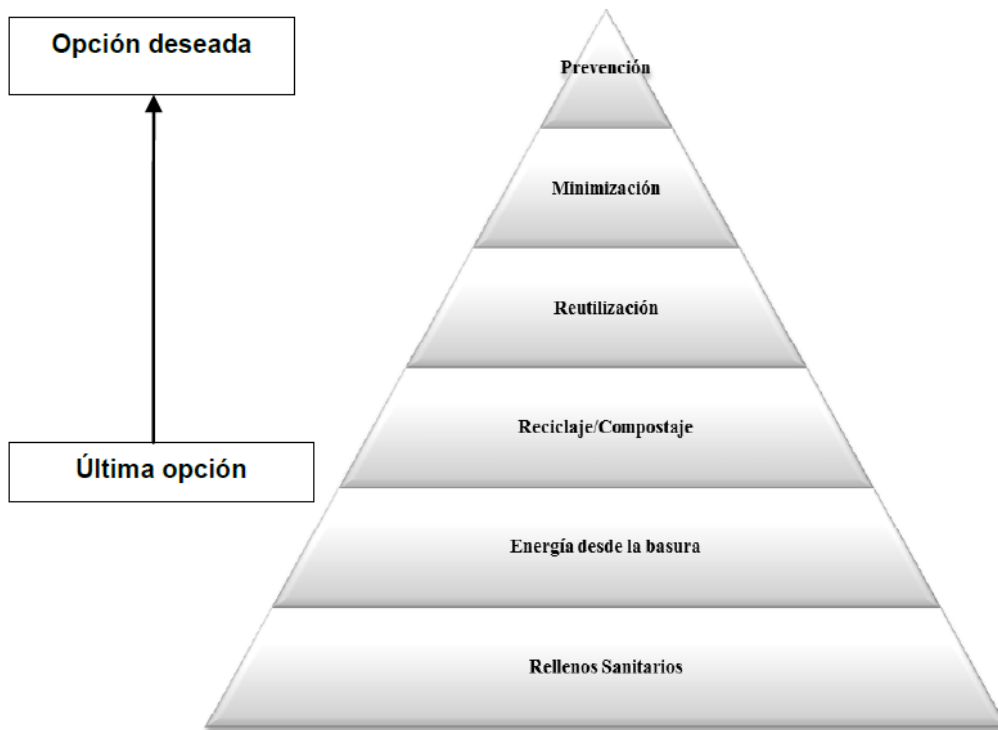 Opción deseada
Última opción
Prevención
Minimización
Reutilización
Reciclaje/Compostaje
Energía desde la basura
Rellenos Sanitarios